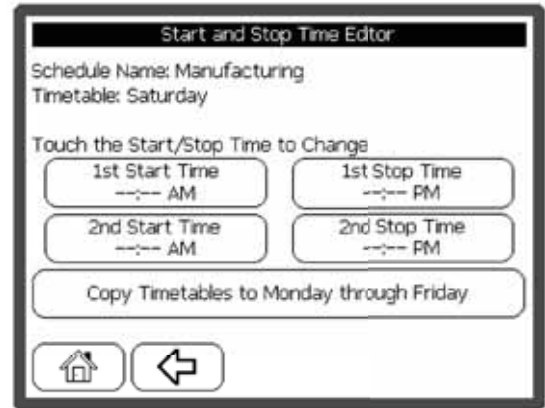 Start and Stop Time Edtor
Schedule Name: Manufacturing
Timetable: Saturday
Touch the Start/Stop Time to Change
1st Start Time
--:-- AM
1st Stop Time
--:-- PM
2nd Start Time
--:-- AM
2nd Stop Time
--:-- PM
Copy Timetables to Monday through Friday